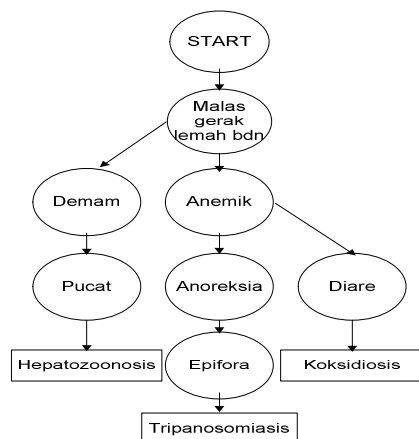 START
Malas
gerak
lemah bdn
Demam
Anemik
Pucat
Anoreksia
Diare
Hepatozoonosis
Epifora
Koksidiosis
Tripanosomiasis